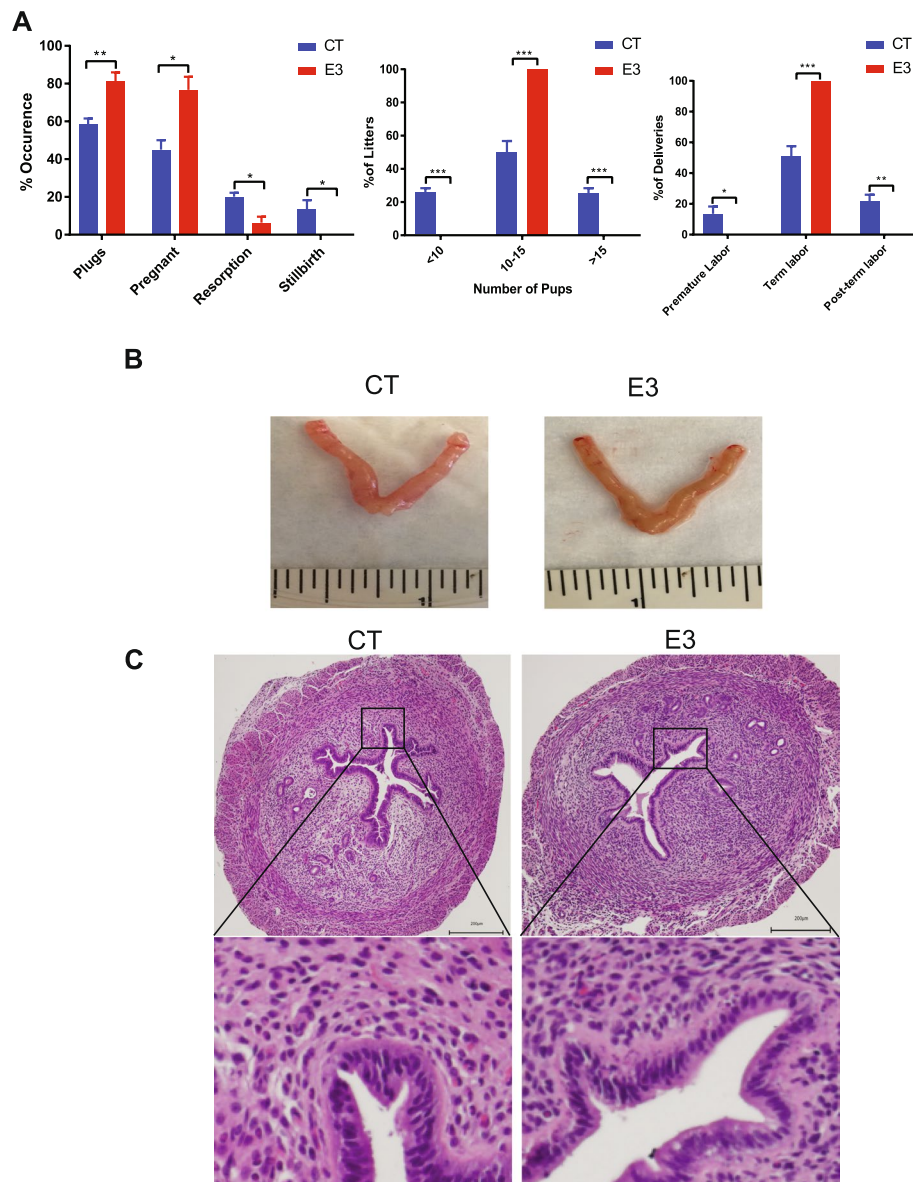 A
% Occurence
100
80
60
40
20
0
**
*
*
*
CT
E3
Plugs
Pregnant
Resorption
Stillbirth
%of Litters
100
80
60
40
20
0
***
***
***
CT
E3
<10
10-15
>15
Number of Pups
%of Deliveries
100
80
60
40
20
0
*
***
**
CT
E3
Premature Labor
Term labor
Post-term labor
B
CT
E3
1
1
C
CT
E3
200μm
200μm